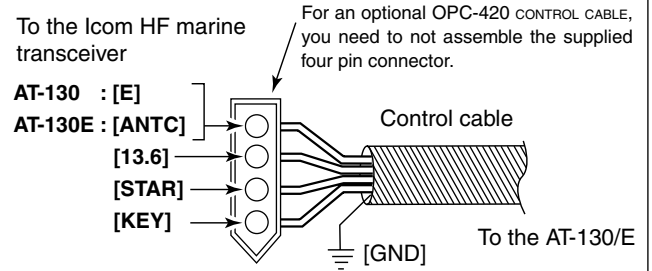 To the Icom HF marine
transceiver
For an optional OPC-420 CONTROL CABLE,
you need to not assemble the supplied
four pin connector.
AT-130 : [E]
AT-130E : [ANTC]
[13.6]
[STAR]
[KEY]
Control cable
[GND]
To the AT-130/E